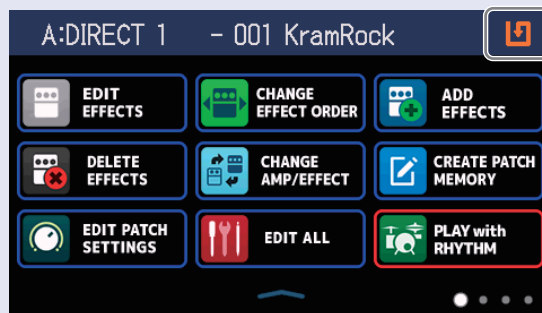 A:DIRECT 1 - 001 KramRock
EDIT
EFFECTS
CHANGE
EFFECT ORDER
ADD
EFFECTS
DELETE
EFFECTS
CHANGE
AMP/EFFECT
CREATE PATCH
MEMORY
EDIT PATCH
SETTINGS
EDIT ALL
PLAY with
RHYTHM